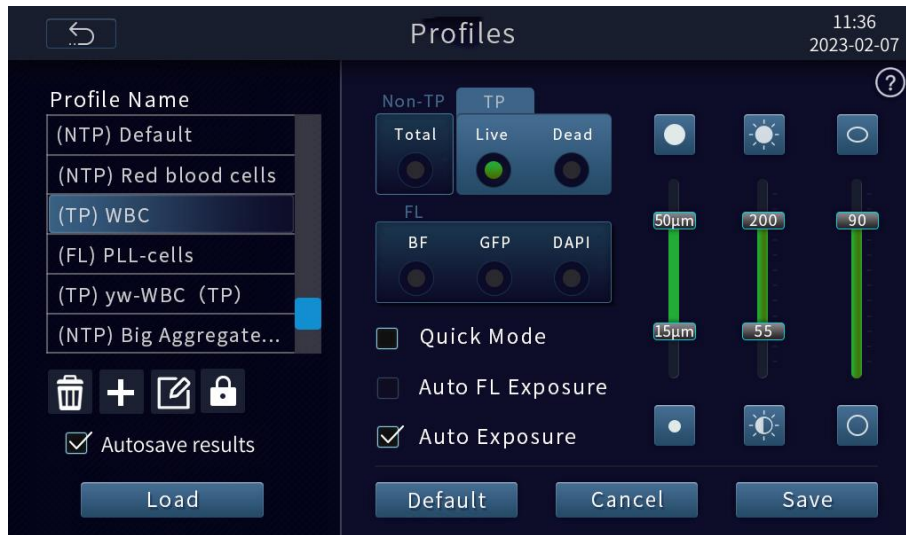 Profiles
11:36
2023-02-07
?
Profile Name
(NTP) Default
(NTP) Red blood cells
(TP) WBC
(FL) PLL-cells
(TP) yw-WBC（TP）
(NTP) Big Aggregate...
Autosave results
Load
Non-TP
TP
Total
Live
Dead
FL
BF
GFP
DAPI
Quick Mode
Auto FL Exposure
Auto Exposure
50μm
200
90
15μm
55
Default
Cancel
Save